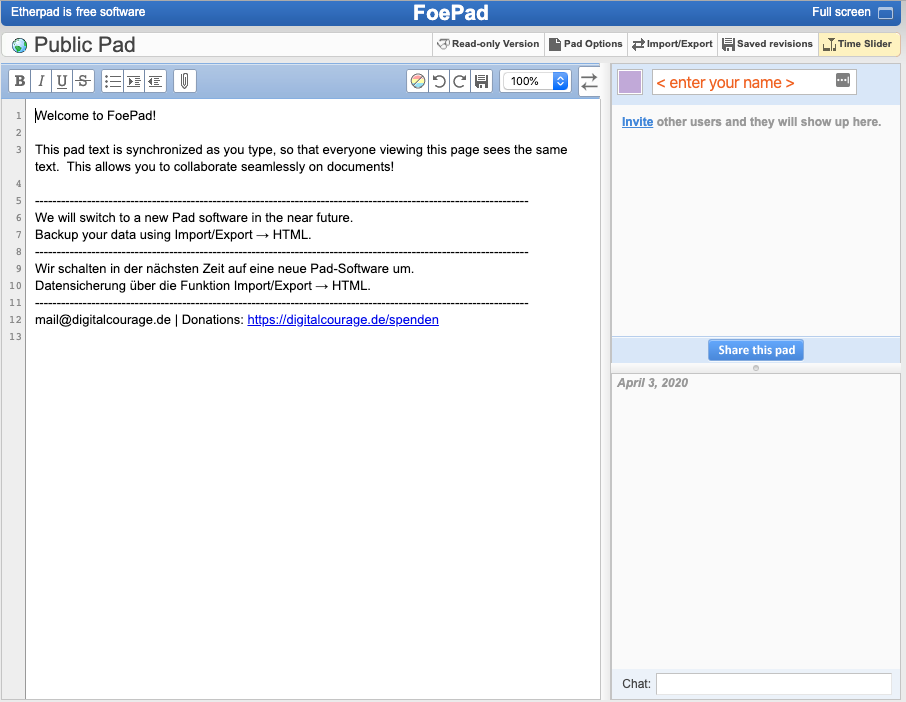 Etherpad is free software
FoePad
Full screen
Public Pad
Read-only Version
Pad Options
Import/Export
Saved revisions
Time Slider
B I U S
100%
< enter your name >
Invite other users and they will show up here.
1 Welcome to FoePad!
2
3 This pad text is synchronized as you type, so that everyone viewing this page sees the same
text.  This allows you to collaborate seamlessly on documents!
4
5 ------------------------------------------------------------------------------------------------------------------
6 We will switch to a new Pad software in the near future.
7 Backup your data using Import/Export → HTML.
8 ------------------------------------------------------------------------------------------------------------------
9 Wir schalten in der nächsten Zeit auf eine neue Pad-Software um.
10 Datensicherung über die Funktion Import/Export → HTML.
11 ------------------------------------------------------------------------------------------------------------------
12 mail@digitalcourage.de | Donations: https://digitalcourage.de/spenden
13
Share this pad
April 3, 2020
Chat: